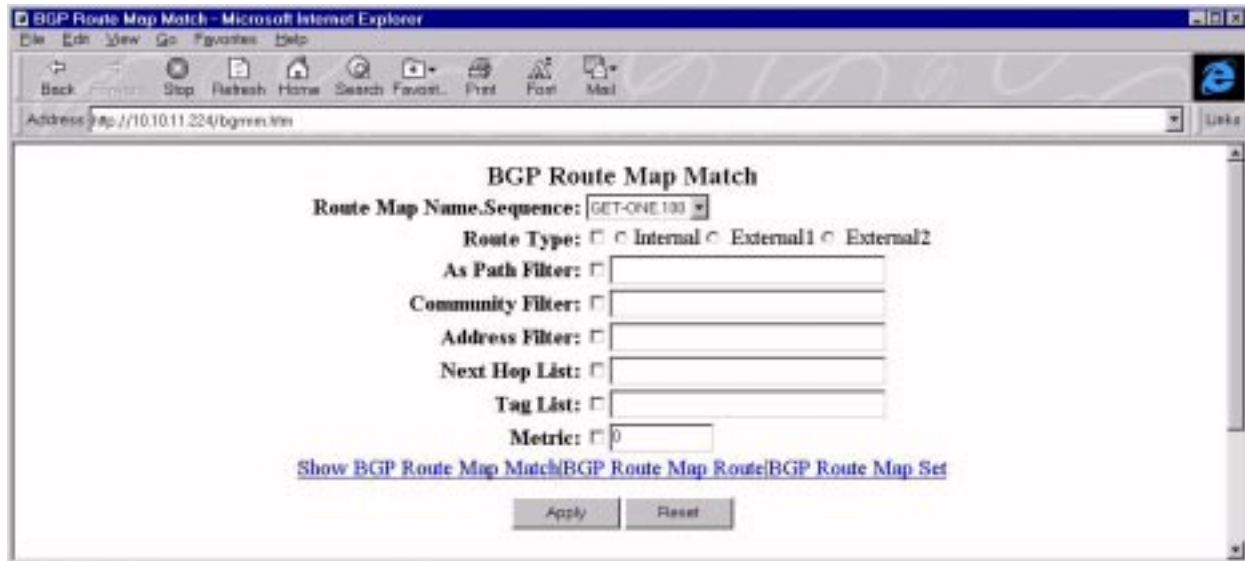 BGP Route Map Match - Microsoft Internet Explorer
File Edit View Go Favorites Help
Back Forward Stop Refresh Home Search Favorit... Print Font Mail
Address http://10.10.11.224/bgrmm.htm Links
BGP Route Map Match
Route Map Name.Sequence: GET-ONE.100
Route Type: Internal External1 External2
As Path Filter:
Community Filter:
Address Filter:
Next Hop List:
Tag List:
Metric: 0
Show BGP Route Map Match|BGP Route Map Route|BGP Route Map Set
Apply Reset